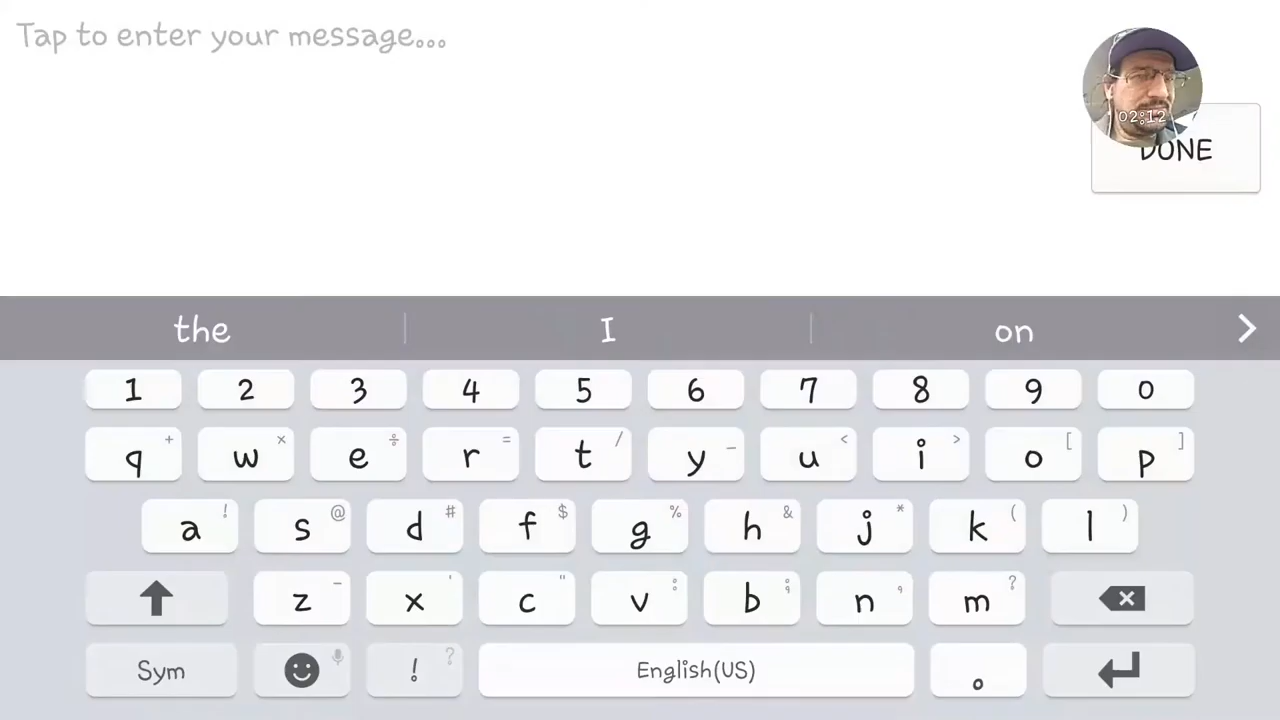 Tap to enter your message...
02:12
DONE
the I on
1 2 3 4 5 6 7 8 9 0
q + w × e ÷ r = t / y _ u < i > o [ p ]
a ! s @ d # f $ g % h & j * k ( l )
z - x ' c " v : b ; n , m ?
Sym ! ? English(US) .